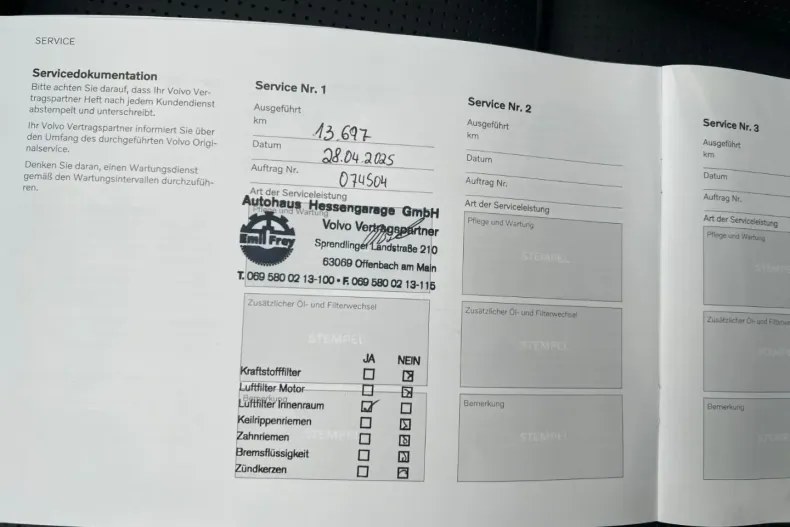 SERVICE
Servicedokumentation
Bitte achten Sie darauf, dass Ihr Volvo Ver-
tragspartner Heft nach jedem Kundendienst
abstempelt und unterschreibt.
Ihr Volvo Vertragspartner informiert Sie über
den Umfang des durchgeführten Volvo Origi-
nalservice.
Denken Sie daran, einen Wartungsdienst
gemäß den Wartungsintervallen durchzufüh-
ren.
Service Nr. 1
Ausgeführt
km 13 697
Datum 28.04.2025
Auftrag Nr. 074504
Art der Serviceleistung
Pflege und Wartung
Autohaus Hessengarage GmbH
Volvo Vertragspartner
Emil Frey
Sprendlinger Landstraße 210
63069 Offenbach am Main
T. 069 580 02 13-100 • F. 069 580 02 13-115
Zusätzlicher Öl- und Filterwechsel
STEMPEL
JA NEIN
Kraftstofffilter
Luftfilter Motor
Bemerkung
Luftfilter Innenraum
Keilrippenriemen
Zahnriemen
STEMPEL
Bremsflüssigkeit
Zündkerzen
Service Nr. 2
Ausgeführt
km
Datum
Auftrag Nr.
Art der Serviceleistung
Pflege und Wartung
STEMPEL
Zusätzlicher Öl- und Filterwechsel
STEMPEL
Bemerkung
STEMPEL
Service Nr. 3
Ausgeführt
km
Datum
Auftrag Nr.
Art der Serviceleistung
Pflege und Wartung
Zusätzlicher Öl- und Filterwe
Bemerkung